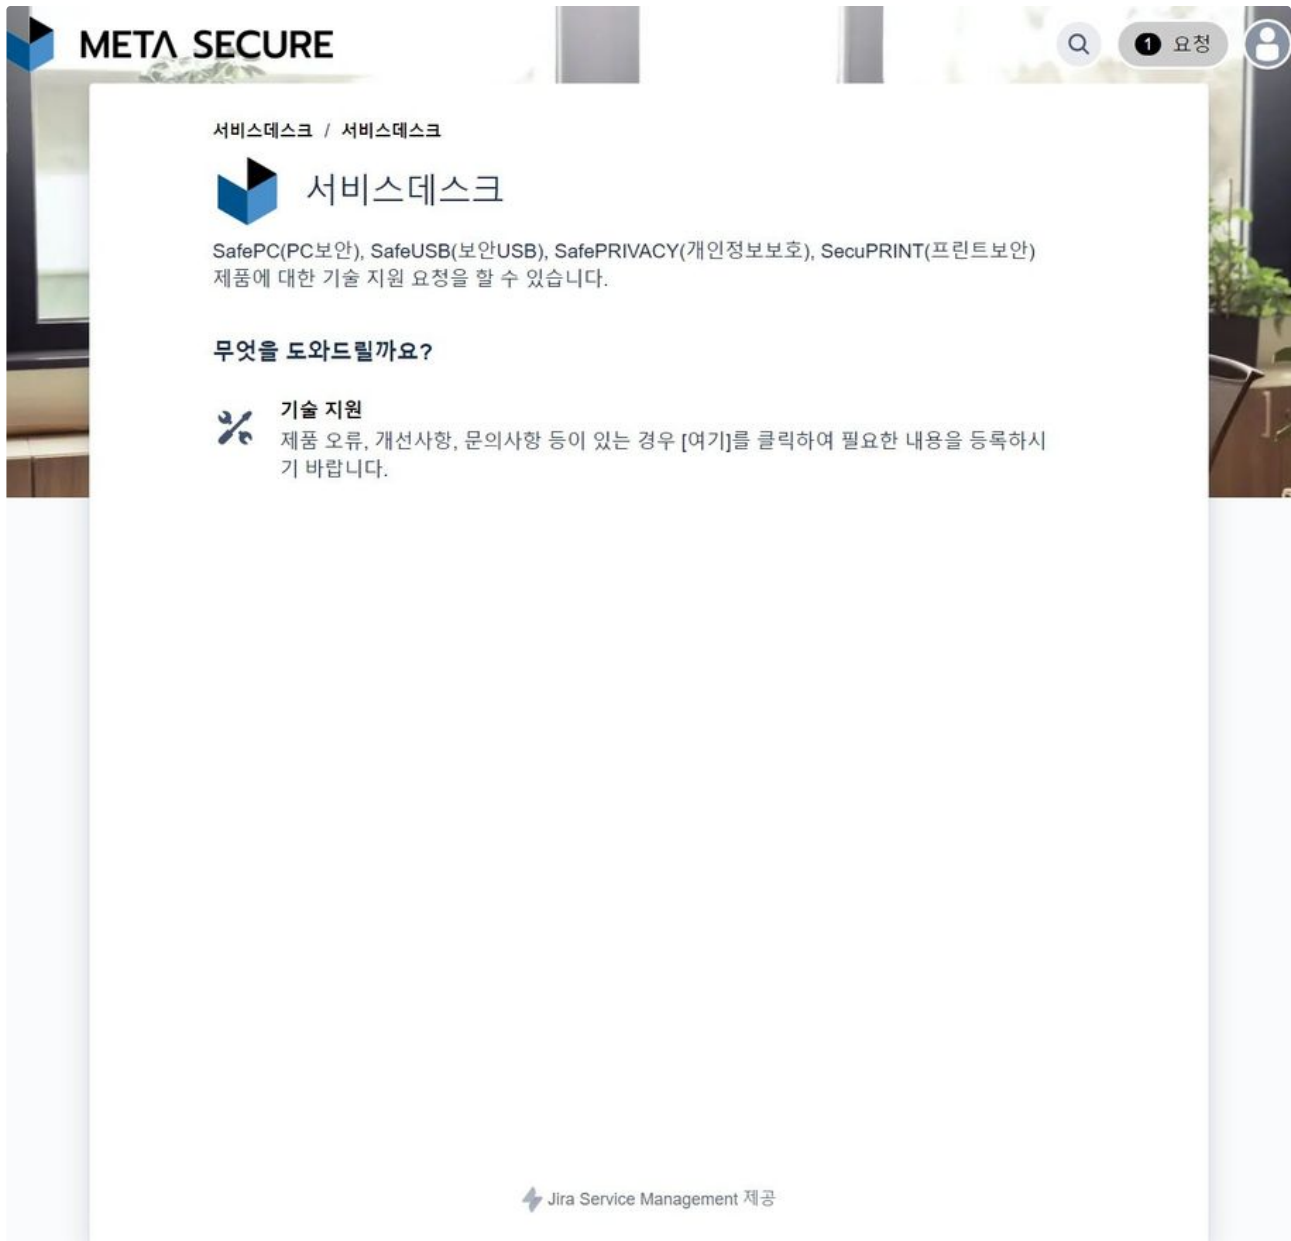 META SECURE
1 요청
서비스데스크 / 서비스데스크
서비스데스크
SafePC(PC보안), SafeUSB(보안USB), SafePRIVACY(개인정보보호), SecuPRINT(프린트보안)
제품에 대한 기술 지원 요청을 할 수 있습니다.
무엇을 도와드릴까요?
기술 지원
제품 오류, 개선사항, 문의사항 등이 있는 경우 [여기]를 클릭하여 필요한 내용을 등록하시
기 바랍니다.
Jira Service Management 제공